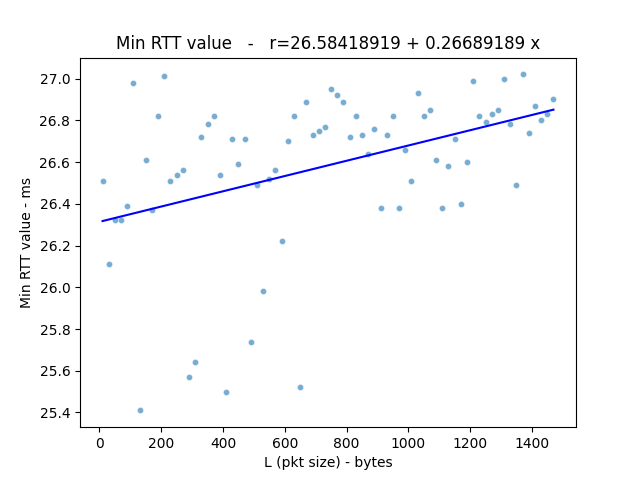 Min RTT value   -   r=26.58418919 + 0.26689189 x
27.0
26.8
26.6
26.4
26.2
26.0
25.8
25.6
25.4
Min RTT value - ms
0 200 400 600 800 1000 1200 1400
L (pkt size) - bytes